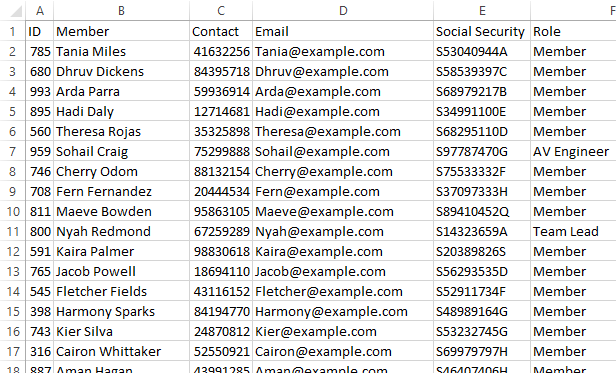 A B C D E F
1 ID Member Contact Email Social Security Role
2 785 Tania Miles 41632256 Tania@example.com S53040944A Member
3 680 Dhruv Dickens 84395718 Dhruv@example.com S58539397C Member
4 993 Arda Parra 59936914 Arda@example.com S68979217B Member
5 895 Hadi Daly 12714681 Hadi@example.com S34991100E Member
6 560 Theresa Rojas 35325898 Theresa@example.com S68295110D Member
7 959 Sohail Craig 75299888 Sohail@example.com S97787470G AV Engineer
8 746 Cherry Odom 88132154 Cherry@example.com S75533332F Member
9 708 Fern Fernandez 20444534 Fern@example.com S37097333H Member
10 811 Maeve Bowden 95863105 Maeve@example.com S89410452Q Member
11 800 Nyah Redmond 67259289 Nyah@example.com S14323659A Team Lead
12 591 Kaira Palmer 98830618 Kaira@example.com S20389826S Member
13 765 Jacob Powell 18694110 Jacob@example.com S56293535D Member
14 545 Fletcher Fields 43116152 Fletcher@example.com S52911734F Member
15 398 Harmony Sparks 84194770 Harmony@example.com S48989164G Member
16 743 Kier Silva 24870812 Kier@example.com S53232745G Member
17 316 Cairon Whittaker 52550921 Cairon@example.com S69979797H Member
18 887 Aman Hagan 43991285 Aman@example.com S46407406H Member